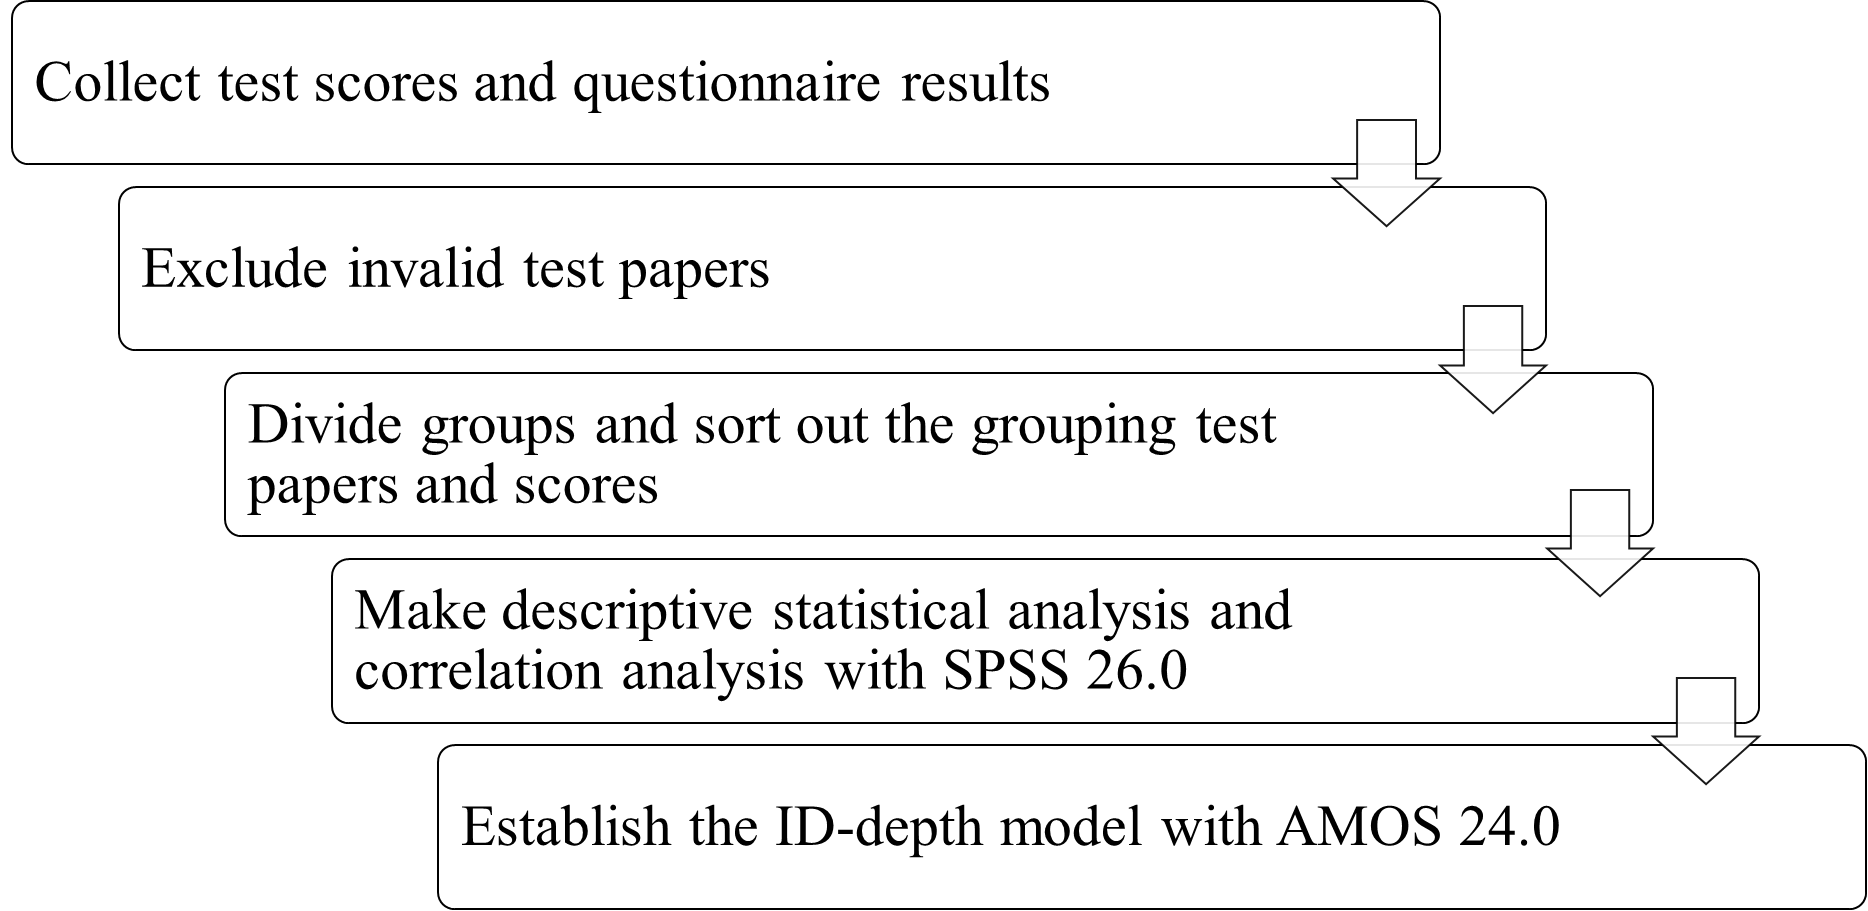 Collect test scores and questionnaire results
Exclude invalid test papers
Divide groups and sort out the grouping test
papers and scores
Make descriptive statistical analysis and
correlation analysis with SPSS 26.0
Establish the ID-depth model with AMOS 24.0